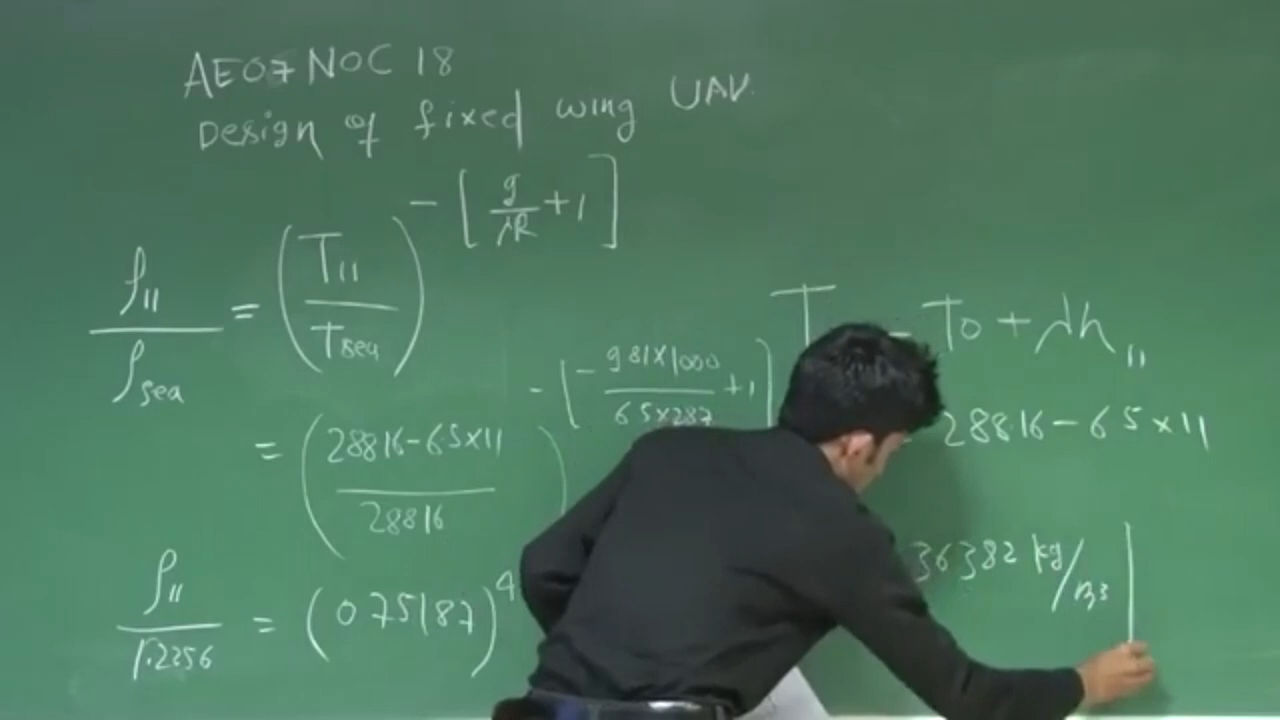 AE07NOC 18
Design of fixed wing UAV
ρ11/ρsea = (T11/Tsea)^-[g/λR + 1]
T = T0 + λh11
= (288.16-6.5×11/288.16)^-[-9.81×1000/6.5×287 + 1]
288.16 - 6.5×11
ρ11/1.2256 = (0.75187)^4
36382 kg/m3